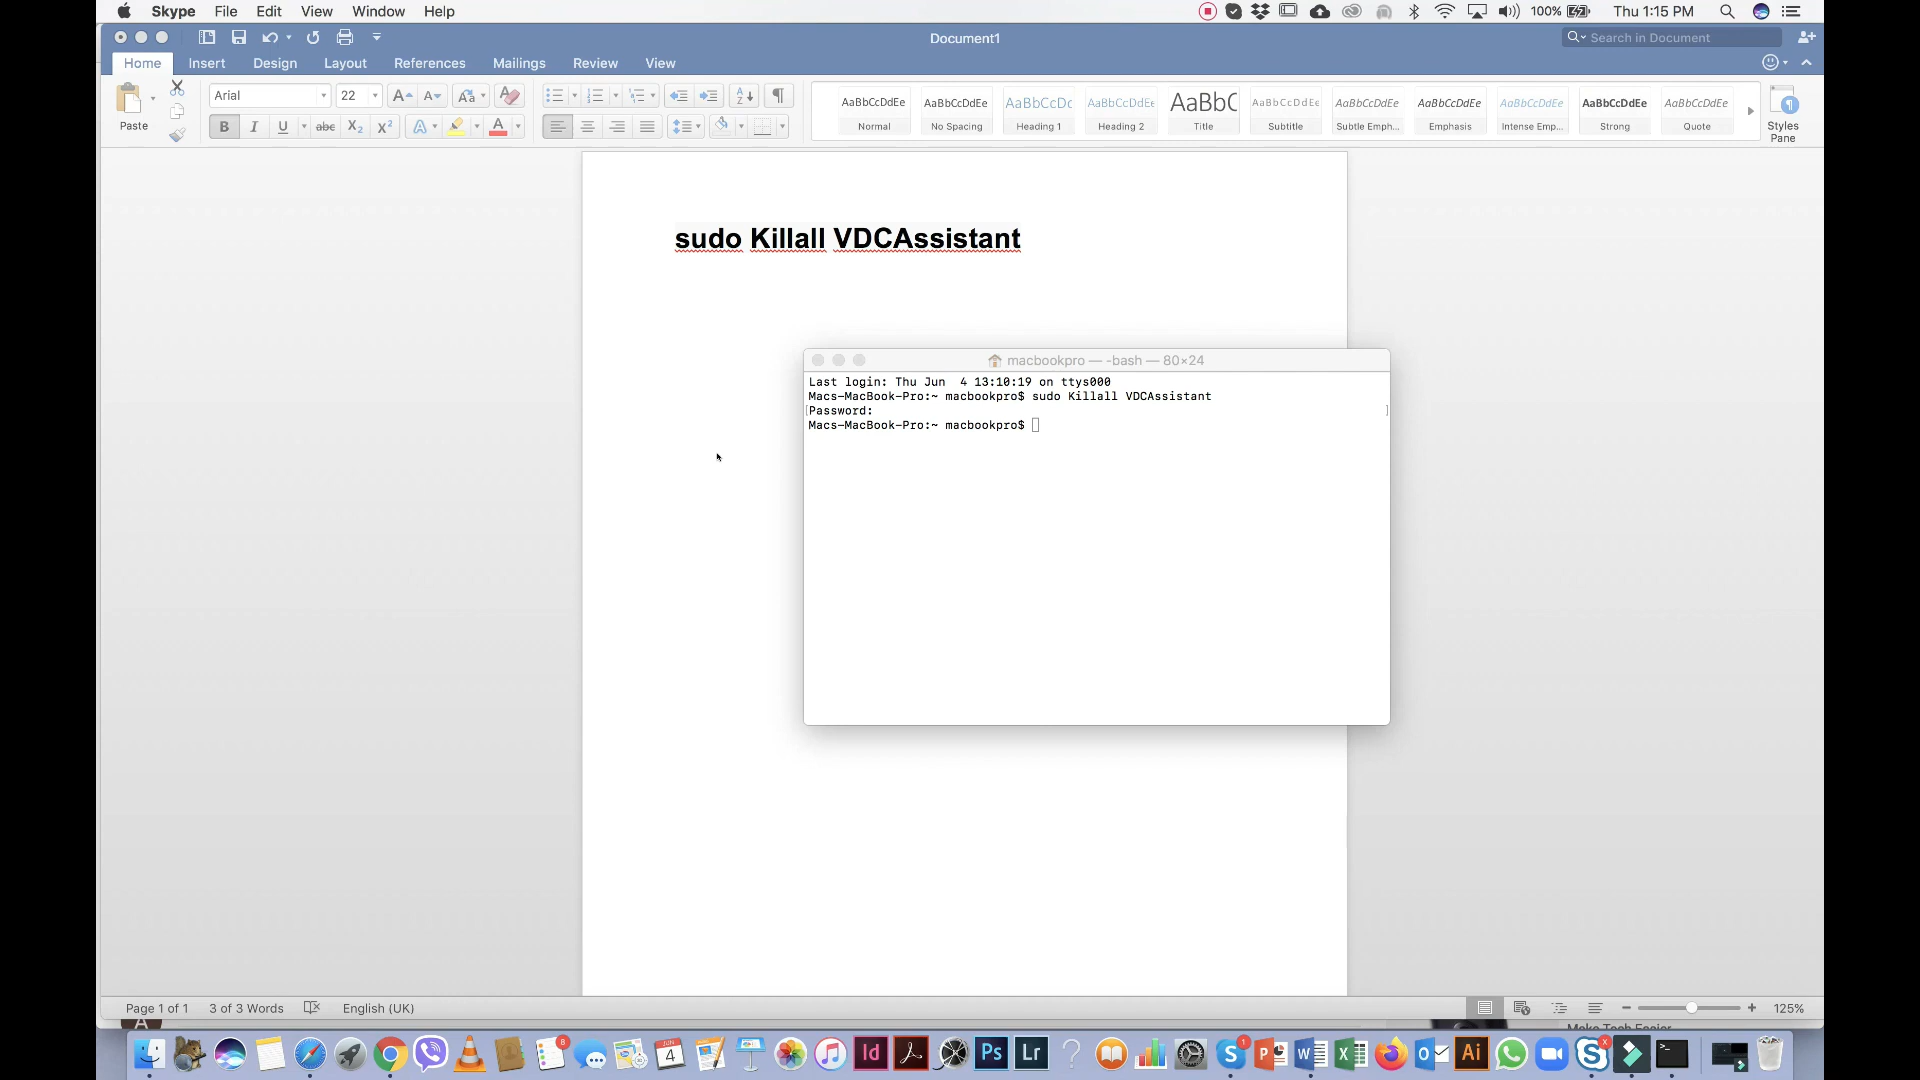 Skype File Edit View Window Help 100% Thu 1:15 PM
Document1
Search in Document
Home Insert Design Layout References Mailings Review View
Paste
Arial 22
AaBbCcDdEe AaBbCcDdEe AaBbCcDc AaBbCcDdEe AaBbC AaBbCcDdEe AaBbCcDdEe AaBbCcDdEe AaBbCcDdEe AaBbCcDdEe AaBbCcDdEe
Normal No Spacing Heading 1 Heading 2 Title Subtitle Subtle Emph... Emphasis Intense Emp... Strong Quote
Styles
Pane
sudo Killall VDCAssistant
macbookpro — -bash — 80×24
Last login: Thu Jun  4 13:10:19 on ttys000
Macs-MacBook-Pro:~ macbookpro$ sudo Killall VDCAssistant
[Password: ]
Macs-MacBook-Pro:~ macbookpro$
Page 1 of 1 3 of 3 Words English (UK) 125%